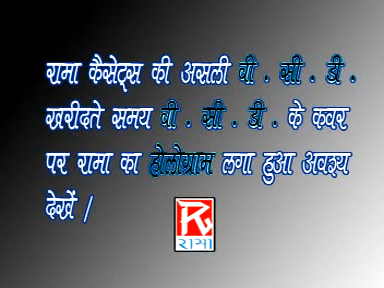 रामा कैसेट्स की असली वी . सी . डी .
खरीदते समय वी . सी . डी . के कवर
पर रामा का होलोग्राम लगा हुआ अवश्य
देखें /
R
रामा